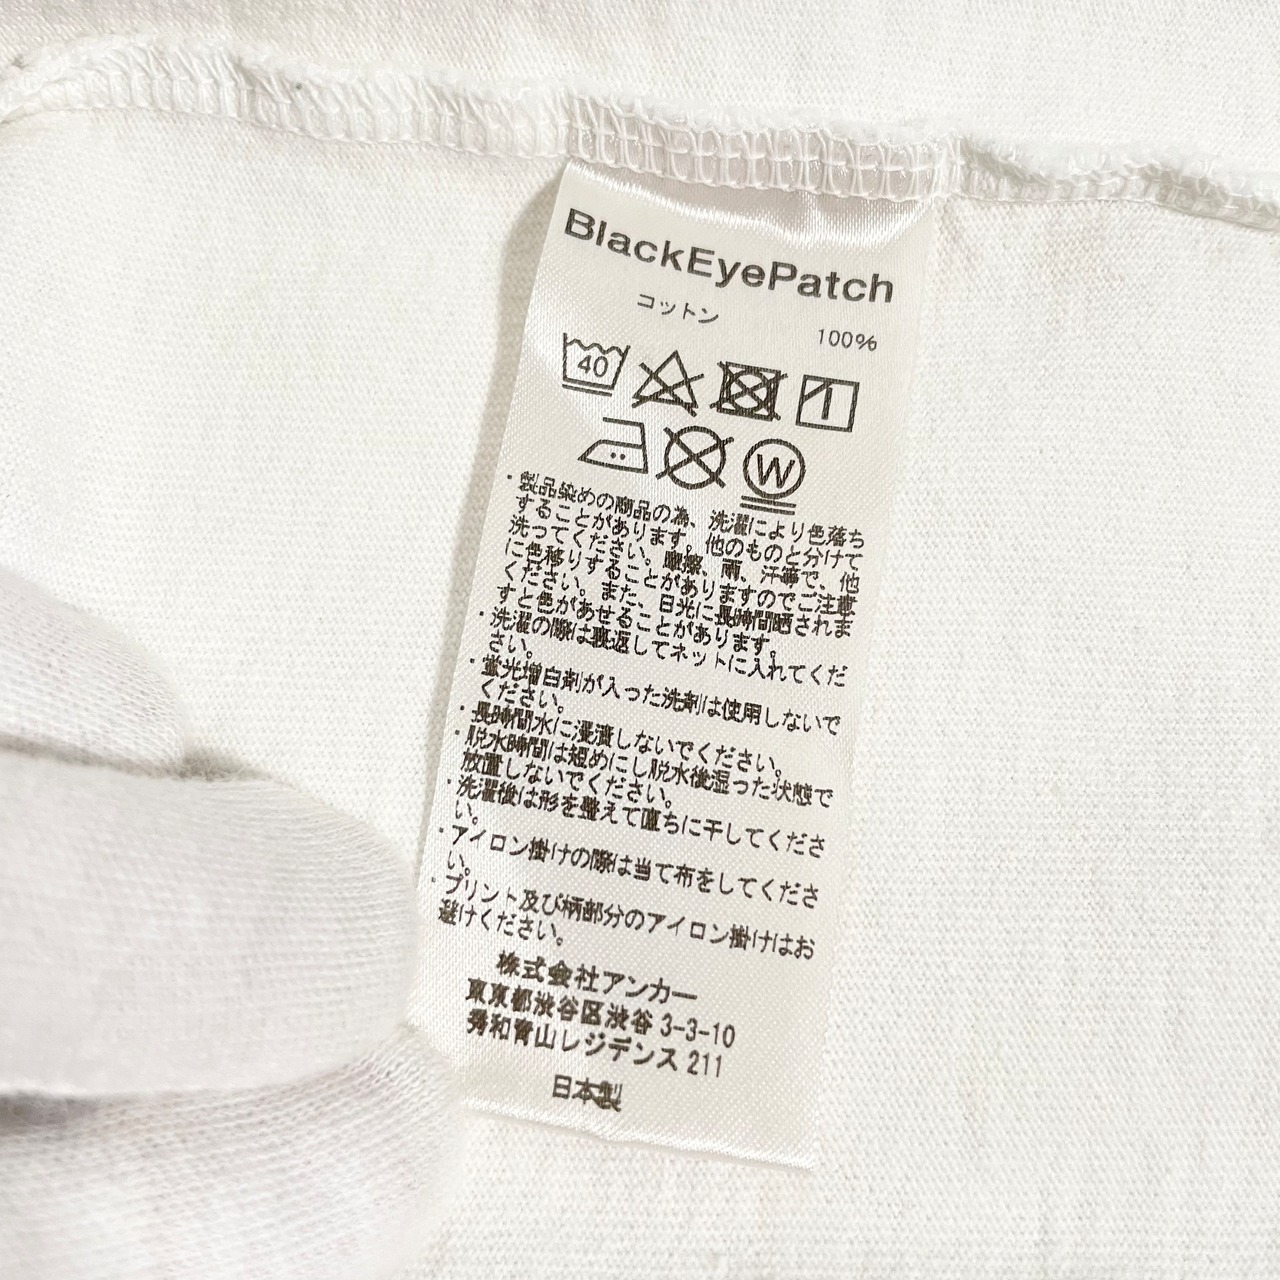 BlackEyePatch
コットン 100%
40
W
・製品染めの商品の為、洗濯により色落ち
することがあります。他のものと分けて
洗ってください。摩擦、雨、汗等で、他
に色移りすることがありますのでご注意
ください。また、日光に長時間晒されま
すと色があせることがあります。
・洗濯の際は裏返してネットに入れてくだ
さい。
・蛍光増白剤が入った洗剤は使用しないで
ください。
・長時間水に浸漬しないでください。
・脱水時間は短めにし脱水後湿った状態で
放置しないでください。
・洗濯後は形を整えて直ちに干してくださ
い。
・アイロン掛けの際は当て布をしてくださ
い。
・プリント及び柄部分のアイロン掛けはお
避けください。
株式会社アンカー
東京都渋谷区渋谷 3-3-10
秀和青山レジデンス 211
日本製